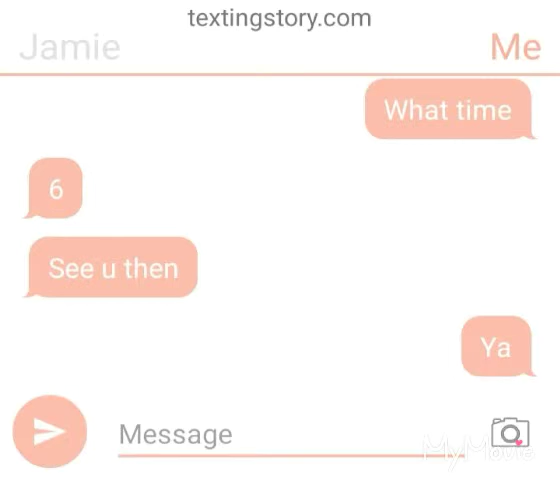 textingstory.com
Jamie
Me
What time
6
See u then
Ya
Message
MyMovie